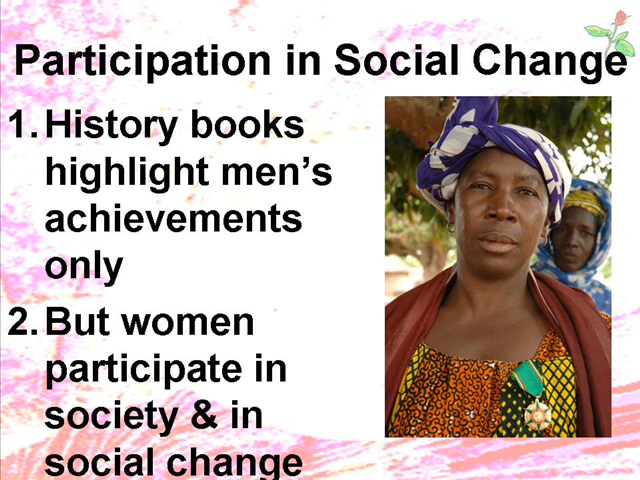 Participation in Social Change
1. History books
highlight men's
achievements
only
2. But women
participate in
society & in
social change